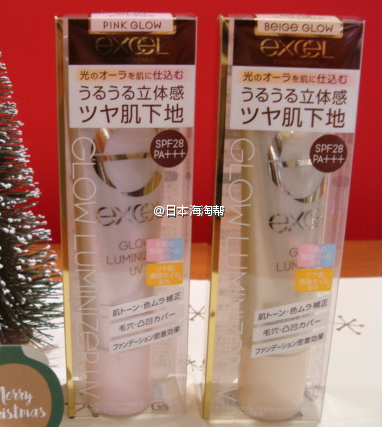 PINK GLOW
excel
光のオーラを肌に仕込む
うるうる立体感
ツヤ肌下地
SPF28
PA+++
excel
GLOW
LUMINIZER
UV
GLOW LUMINIZER UV
肌トーン・色ムラ補正
毛穴・凸凹カバー
ファンデーション密着効果
BEIGE GLOW
excel
光のオーラを肌に仕込む
うるうる立体感
ツヤ肌下地
SPF28
PA+++
excel
GLOW
GLOW LUMINIZER
肌トーン・色ムラ補正
毛穴・凸凹カバー
ファンデーション密着効果
@日本海淘帮
Merry
Christmas